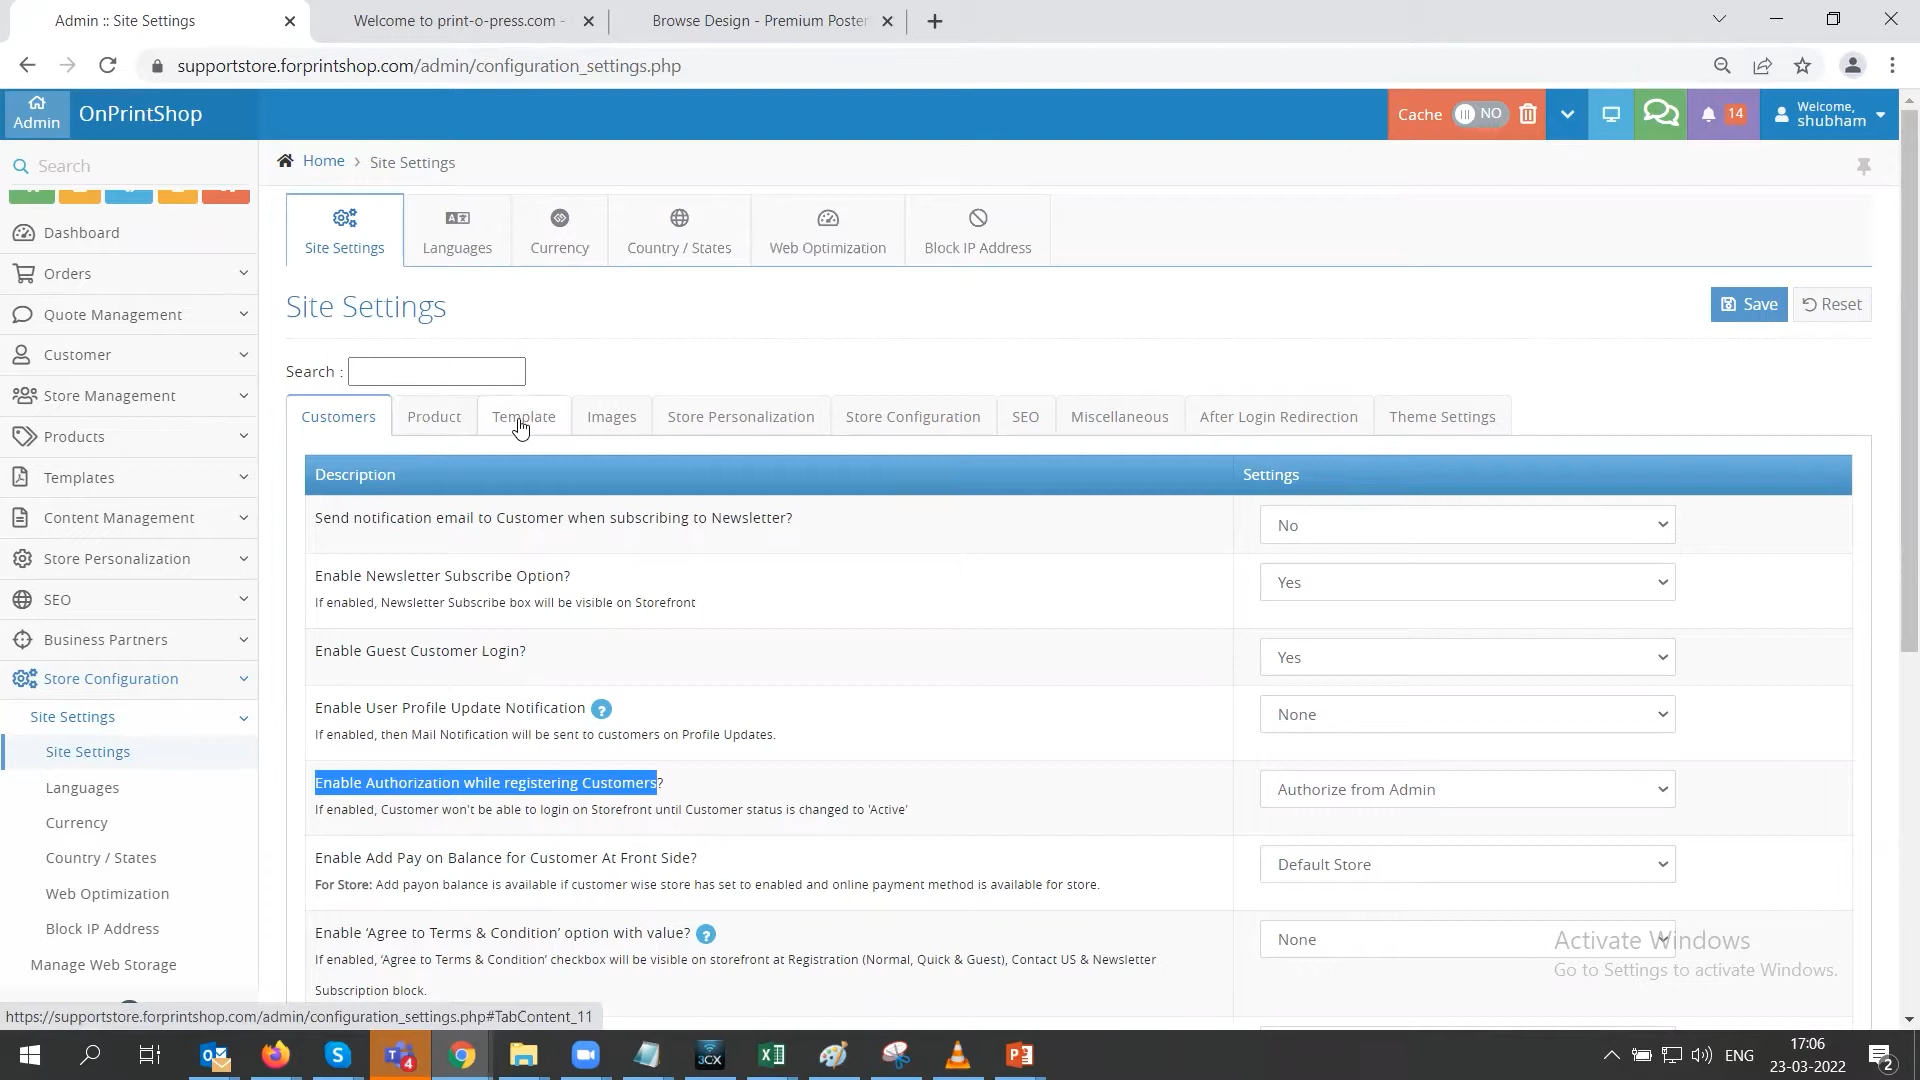 Admin :: Site Settings
Welcome to print-o-press.com -
Browse Design - Premium Poster
supportstore.forprintshop.com/admin/configuration_settings.php
Admin
OnPrintShop
Cache
NO
14
Welcome,
shubham
Search
Home > Site Settings
Dashboard
Orders
Quote Management
Customer
Store Management
Products
Templates
Content Management
Store Personalization
SEO
Business Partners
Store Configuration
Site Settings
Site Settings
Languages
Currency
Country / States
Web Optimization
Block IP Address
Manage Web Storage
Site Settings
Languages
Currency
Country / States
Web Optimization
Block IP Address
Site Settings
Save
Reset
Search :
Customers
Product
Template
Images
Store Personalization
Store Configuration
SEO
Miscellaneous
After Login Redirection
Theme Settings
Description
Settings
Send notification email to Customer when subscribing to Newsletter?
No
Enable Newsletter Subscribe Option?
If enabled, Newsletter Subscribe box will be visible on Storefront
Yes
Enable Guest Customer Login?
Yes
Enable User Profile Update Notification ?
If enabled, then Mail Notification will be sent to customers on Profile Updates.
None
Enable Authorization while registering Customers?
If enabled, Customer won't be able to login on Storefront until Customer status is changed to 'Active'
Authorize from Admin
Enable Add Pay on Balance for Customer At Front Side?
For Store: Add payon balance is available if customer wise store has set to enabled and online payment method is available for store.
Default Store
Enable ‘Agree to Terms & Condition’ option with value? ?
If enabled, ‘Agree to Terms & Condition’ checkbox will be visible on storefront at Registration (Normal, Quick & Guest), Contact US & Newsletter
Subscription block.
None
Activate Windows
Go to Settings to activate Windows.
https://supportstore.forprintshop.com/admin/configuration_settings.php#TabContent_11
4
3CX
ENG
17:06
23-03-2022
2